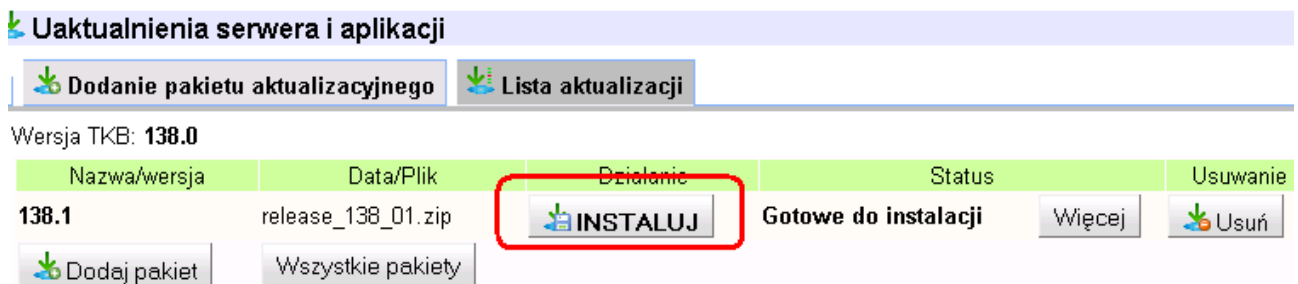 Uaktualnienia serwera i aplikacji
Dodanie pakietu aktualizacyjnego Lista aktualizacji
Wersja TKB: 138.0
Nazwa/wersja Data/Plik Działanie Status Usuwanie
138.1 release_138_01.zip INSTALUJ Gotowe do instalacji Więcej Usuń
Dodaj pakiet Wszystkie pakiety